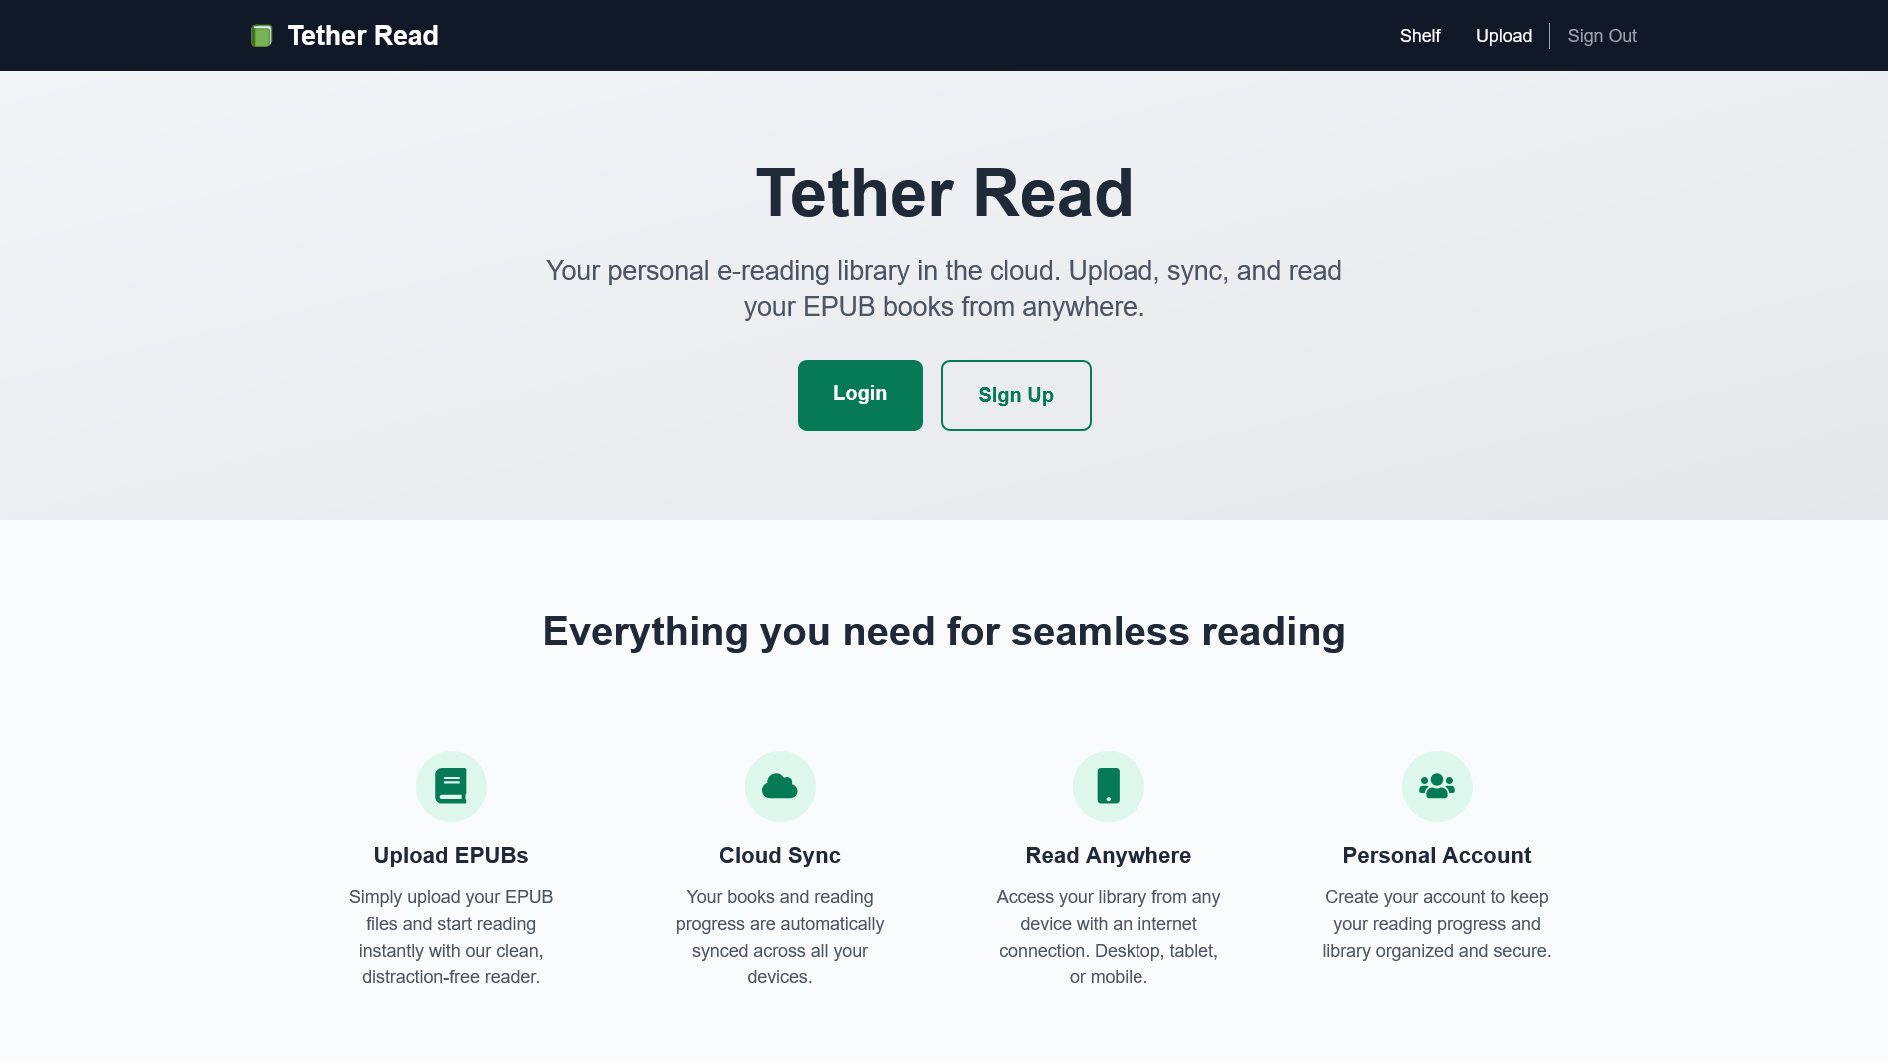 Tether Read
Shelf
Upload
Sign Out
Tether Read
Your personal e-reading library in the cloud. Upload, sync, and read
your EPUB books from anywhere.
Login
SIgn Up
Everything you need for seamless reading
Upload EPUBs
Simply upload your EPUB
files and start reading
instantly with our clean,
distraction-free reader.
Cloud Sync
Your books and reading
progress are automatically
synced across all your
devices.
Read Anywhere
Access your library from any
device with an internet
connection. Desktop, tablet,
or mobile.
Personal Account
Create your account to keep
your reading progress and
library organized and secure.